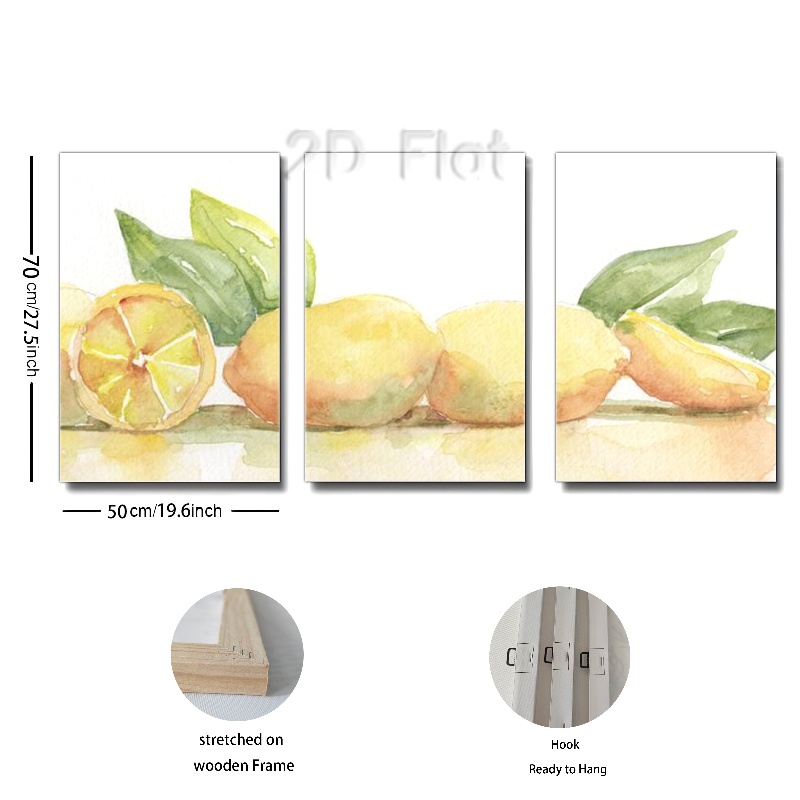 2D Flat
70 cm/27.5inch
50cm/19.6inch
stretched on
wooden Frame
Hook
Ready to Hang